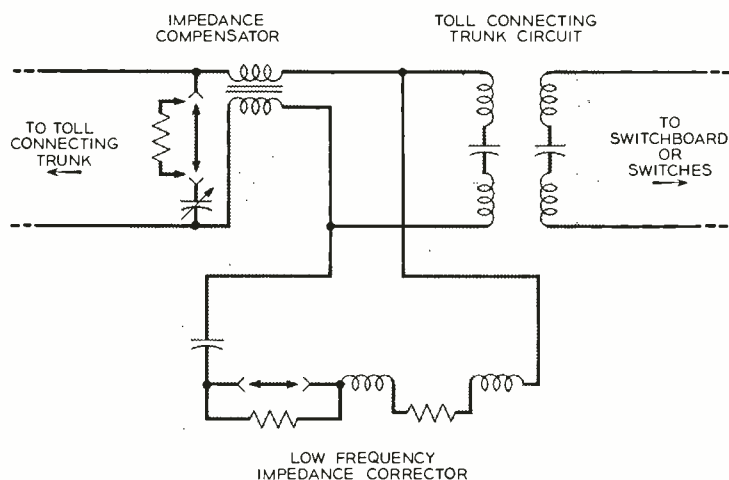 IMPEDANCE
COMPENSATOR
TOLL CONNECTING
TRUNK CIRCUIT
TO TOLL
CONNECTING
TRUNK
TO
SWITCHBOARD
OR
SWITCHES
LOW FREQUENCY
IMPEDANCE CORRECTOR